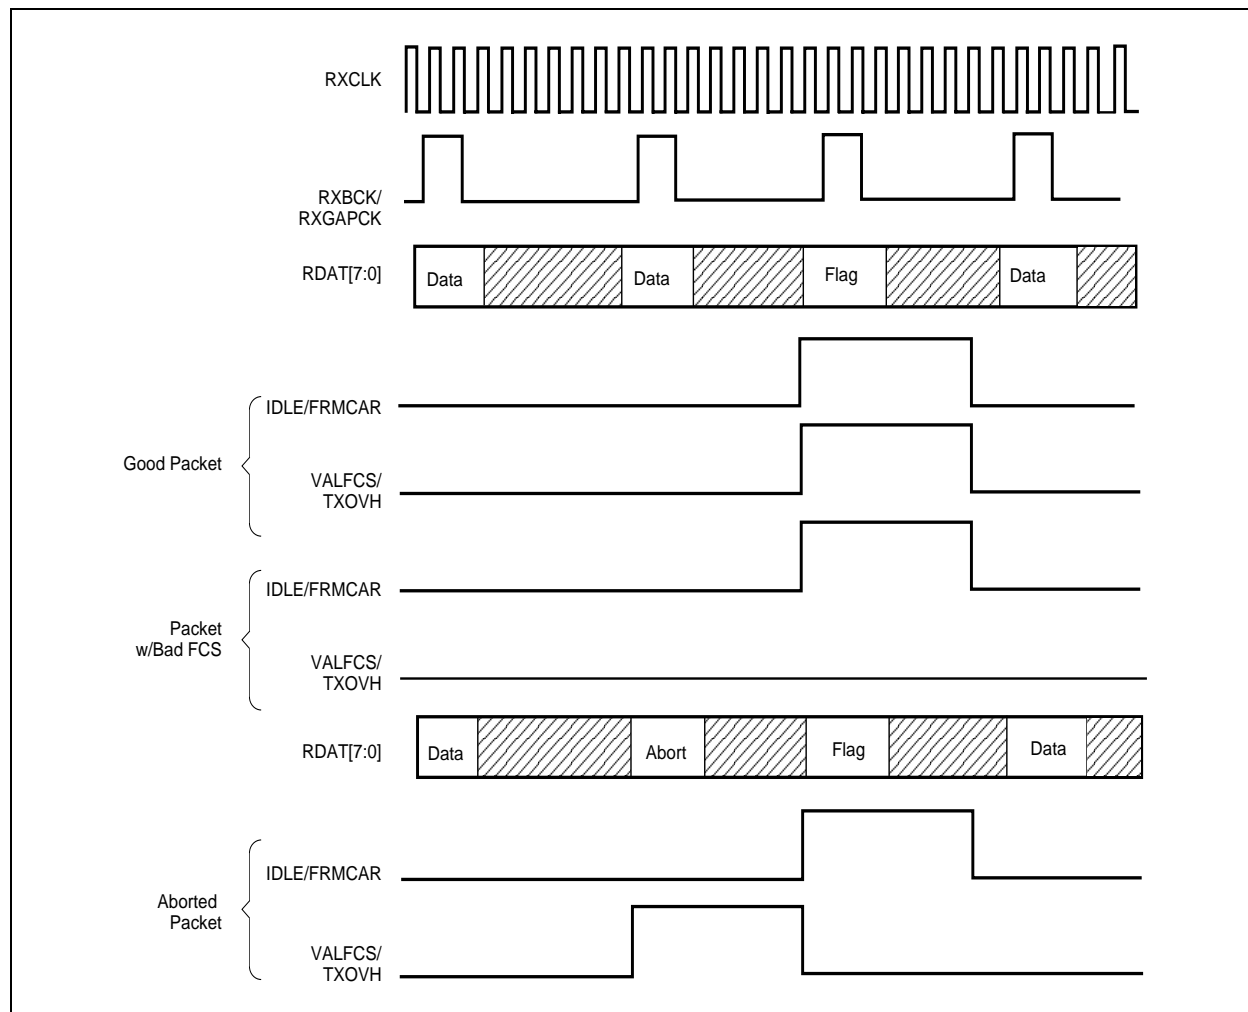 RXCLK
RXBCK/
RXGAPCK
RDAT[7:0]
Data
Data
Flag
Data
Good Packet
IDLE/FRMCAR
VALFCS/
TXOVH
Packet
w/Bad FCS
IDLE/FRMCAR
VALFCS/
TXOVH
RDAT[7:0]
Data
Abort
Flag
Data
Aborted
Packet
IDLE/FRMCAR
VALFCS/
TXOVH